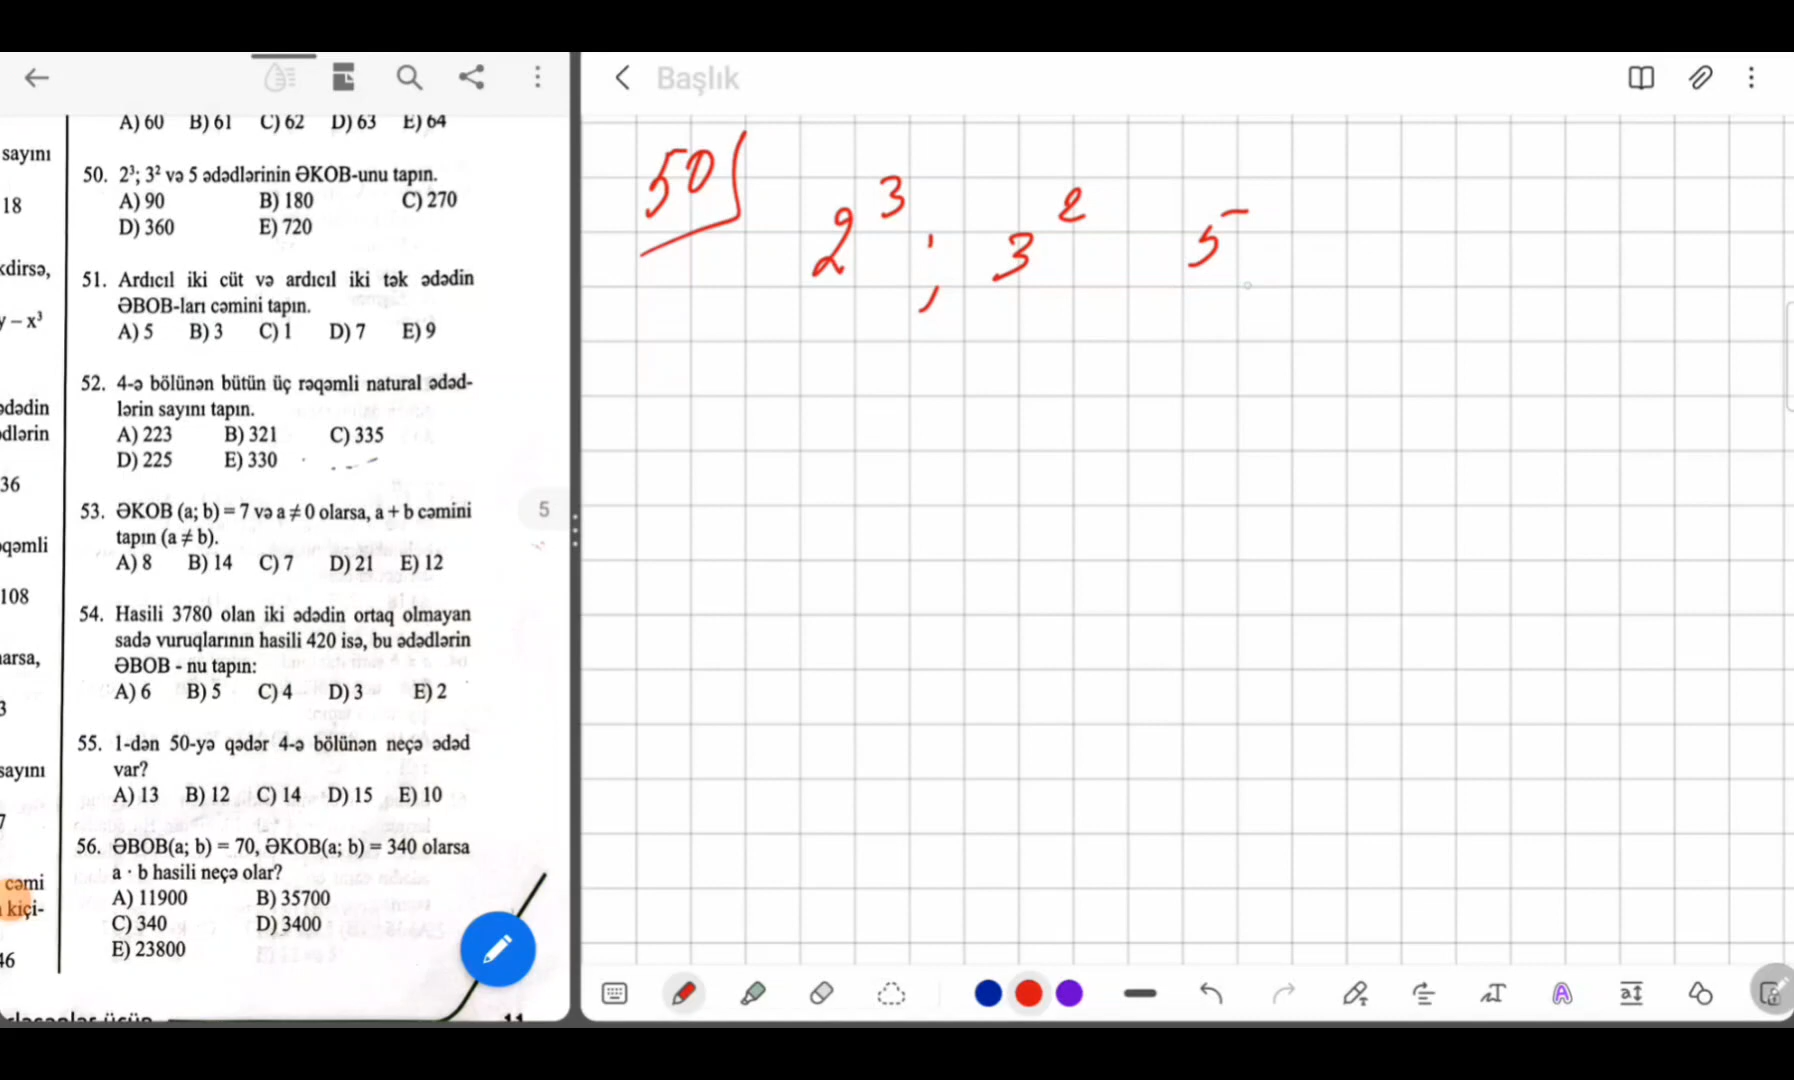 Başlık
sayını
18
kdirsə,
y – x³
ədədin
dlərin
36
qəmli
108
arsa,
3
sayını
7
cəmi
kiçi-
46
A) 60 B) 61 C) 62 D) 63 E) 64
50. 2³; 3² və 5 ədədlərinin ƏKOB-unu tapın.
A) 90 B) 180 C) 270
D) 360 E) 720
51. Ardıcıl iki cüt və ardıcıl iki tək ədədin
ƏBOB-ları cəmini tapın.
A) 5 B) 3 C) 1 D) 7 E) 9
52. 4-ə bölünən bütün üç rəqəmli natural ədəd-
lərin sayını tapın.
A) 223 B) 321 C) 335
D) 225 E) 330
53. ƏKOB (a; b) = 7 və a ≠ 0 olarsa, a + b cəmini
tapın (a ≠ b).
A) 8 B) 14 C) 7 D) 21 E) 12
54. Hasili 3780 olan iki ədədin ortaq olmayan
sadə vuruqlarının hasili 420 isə, bu ədədlərin
ƏBOB - nu tapın:
A) 6 B) 5 C) 4 D) 3 E) 2
55. 1-dən 50-yə qədər 4-ə bölünən neçə ədəd
var?
A) 13 B) 12 C) 14 D) 15 E) 10
56. ƏBOB(a; b) = 70, ƏKOB(a; b) = 340 olarsa
a · b hasili neçə olar?
A) 11900 B) 35700
C) 340 D) 3400
E) 23800
11
5
50
2³ ; 3² 5